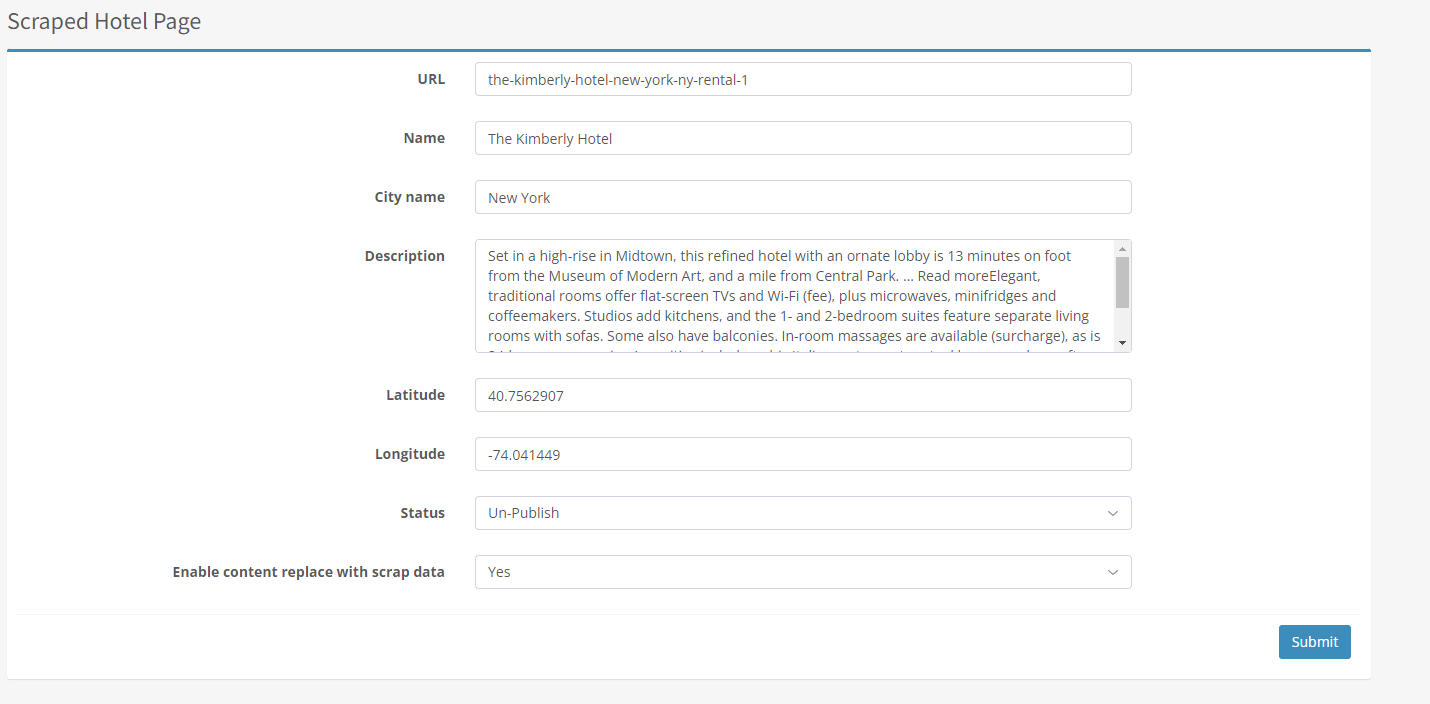 Scraped Hotel Page
URL
the-kimberly-hotel-new-york-ny-rental-1
Name
The Kimberly Hotel
City name
New York
Description
Set in a high-rise in Midtown, this refined hotel with an ornate lobby is 13 minutes on foot
from the Museum of Modern Art, and a mile from Central Park. ... Read moreElegant,
traditional rooms offer flat-screen TVs and Wi-Fi (fee), plus microwaves, minifridges and
coffeemakers. Studios add kitchens, and the 1- and 2-bedroom suites feature separate living
rooms with sofas. Some also have balconies. In-room massages are available (surcharge), as is
Latitude
40.7562907
Longitude
-74.041449
Status
Un-Publish
Enable content replace with scrap data
Yes
Submit